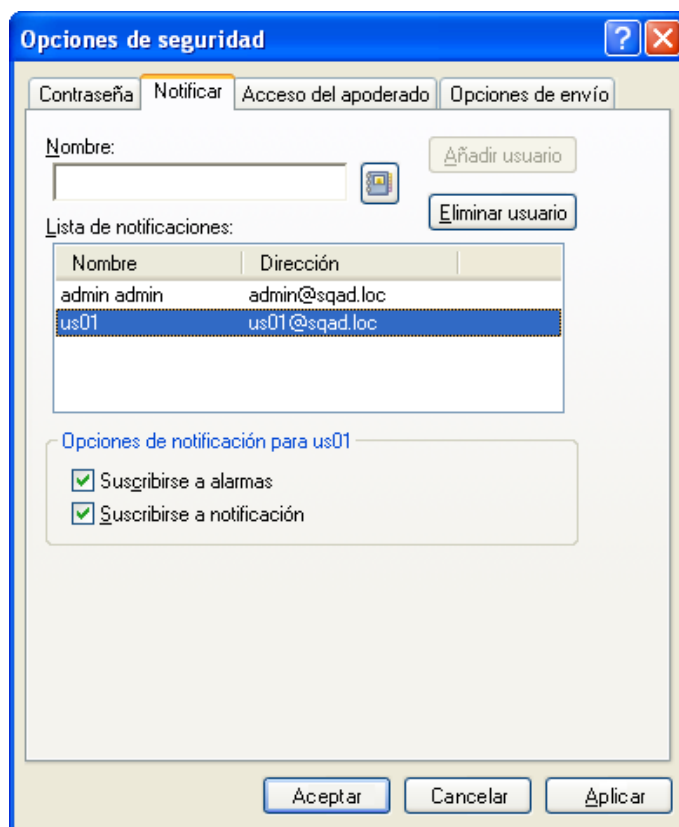 Opciones de seguridad
Contraseña Notificar Acceso del apoderado Opciones de envío
Nombre:
Añadir usuario
Eliminar usuario
Lista de notificaciones:
Nombre Dirección
admin admin admin@sqad.loc
us01 us01@sqad.loc
Opciones de notificación para us01
Suscribirse a alarmas
Suscribirse a notificación
Aceptar Cancelar Aplicar